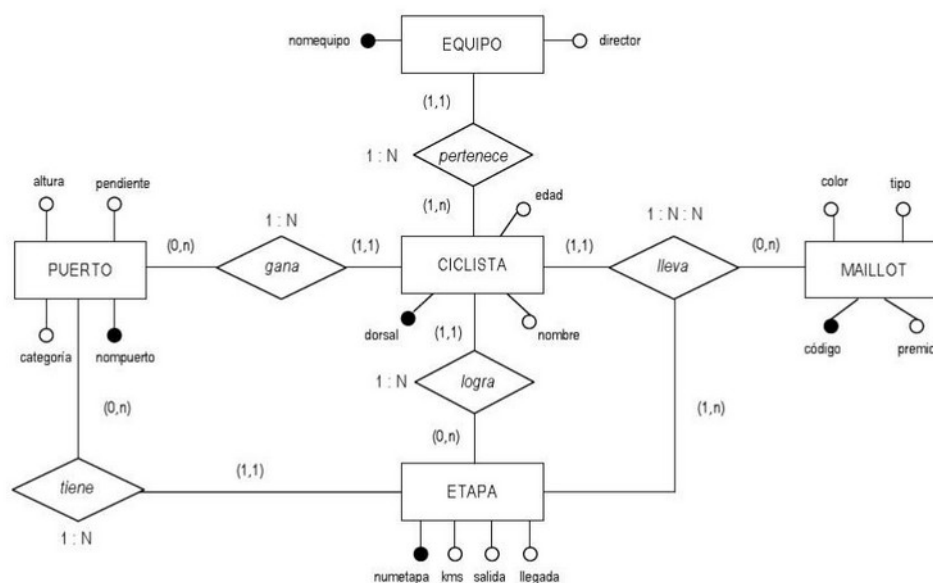 nomequipo
EQUIPO
director
(1,1)
1 : N
pertenece
altura
pendiente
(1,n)
edad
color
tipo
1 : N
1 : N : N
(0,n)
(1,1)
(1,1)
(0,n)
PUERTO
gana
CICLISTA
lleva
MAILLOT
categoría
nompuerto
dorsal
(1,1)
nombre
código
premio
1 : N
logra
(0,n)
(0,n)
(1,n)
tiene
(1,1)
ETAPA
1 : N
numetapa
kms
salida
llegada